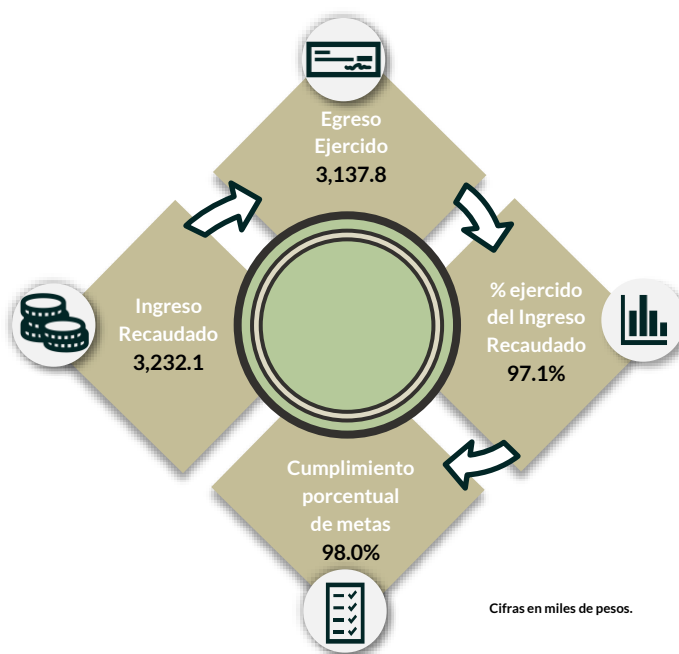 Egreso
Ejercido
3,137.8
Ingreso
Recaudado
3,232.1
% ejercido
del Ingreso
Recaudado
97.1%
Cumplimiento
porcentual
de metas
98.0%
Cifras en miles de pesos.